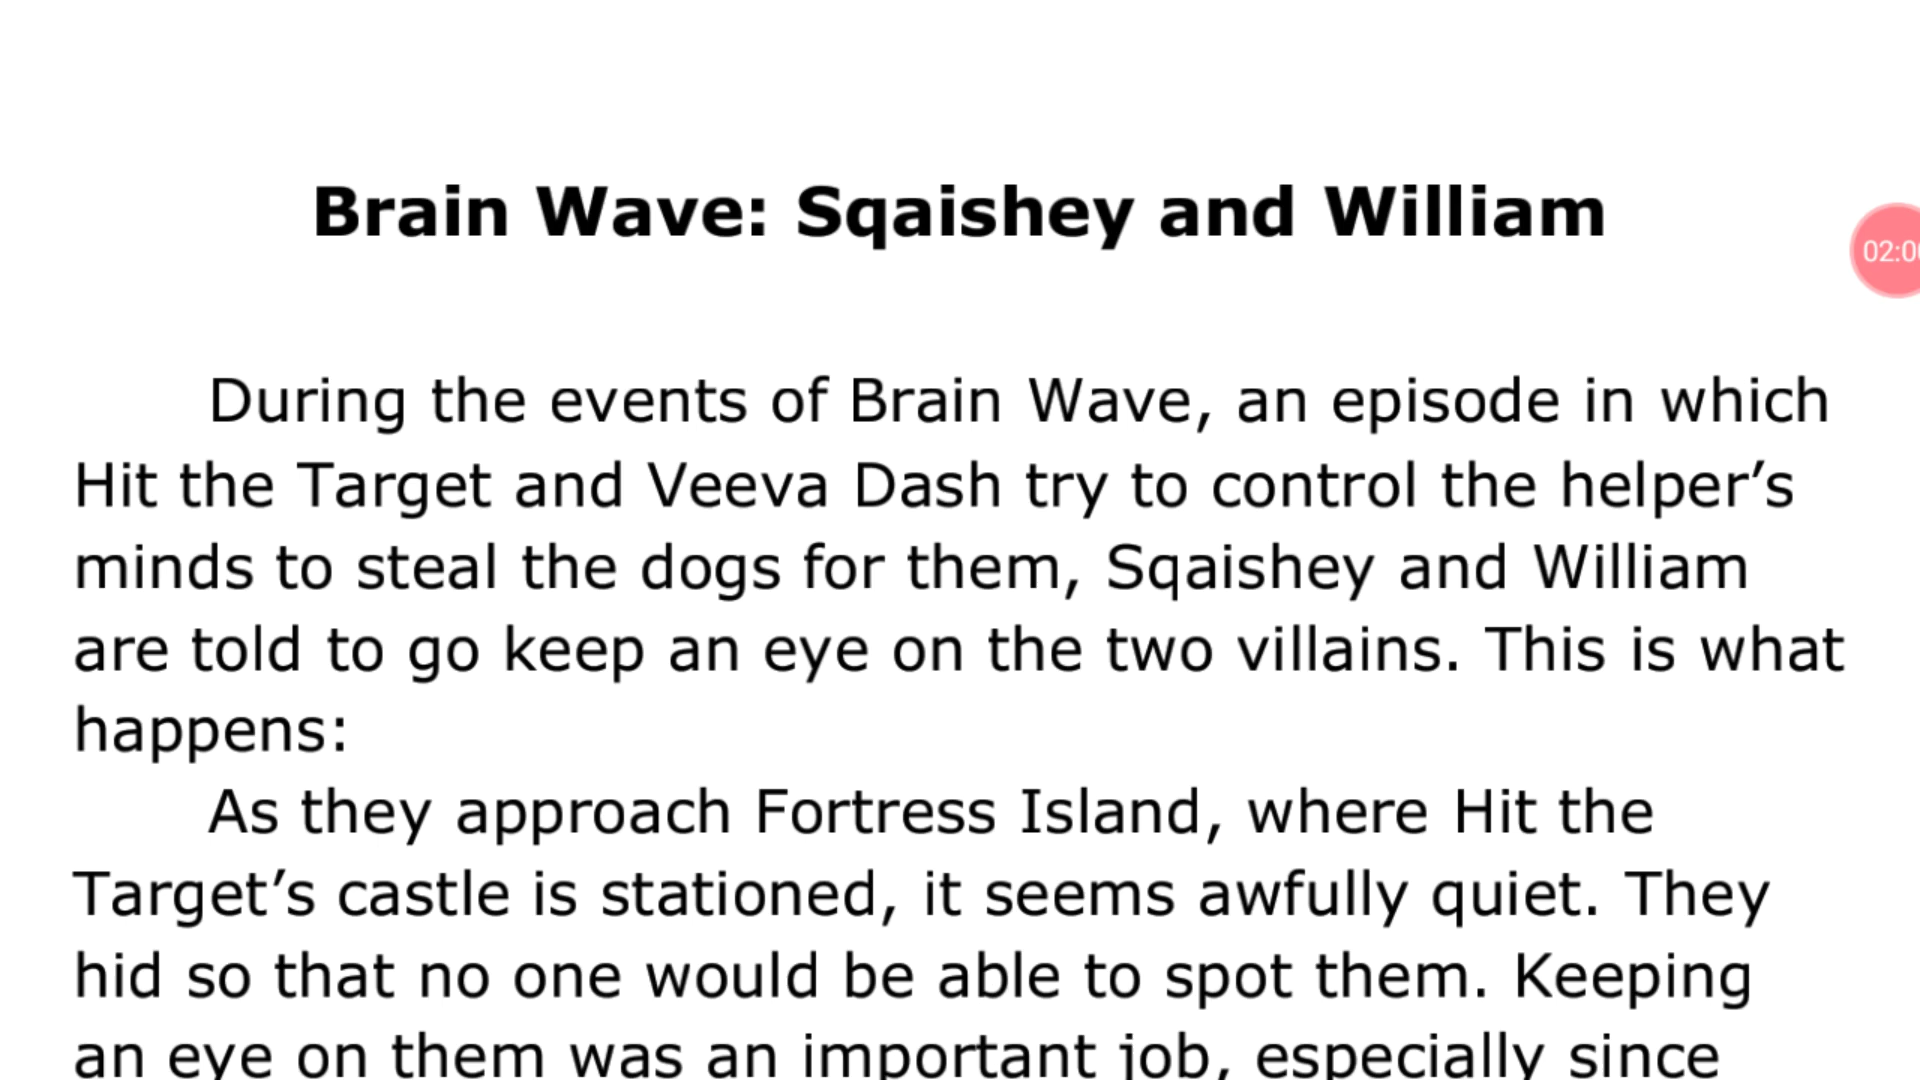 Brain Wave: Sqaishey and William
02:0
During the events of Brain Wave, an episode in which
Hit the Target and Veeva Dash try to control the helper’s
minds to steal the dogs for them, Sqaishey and William
are told to go keep an eye on the two villains. This is what
happens:
As they approach Fortress Island, where Hit the
Target’s castle is stationed, it seems awfully quiet. They
hid so that no one would be able to spot them. Keeping
an eye on them was an important job, especially since